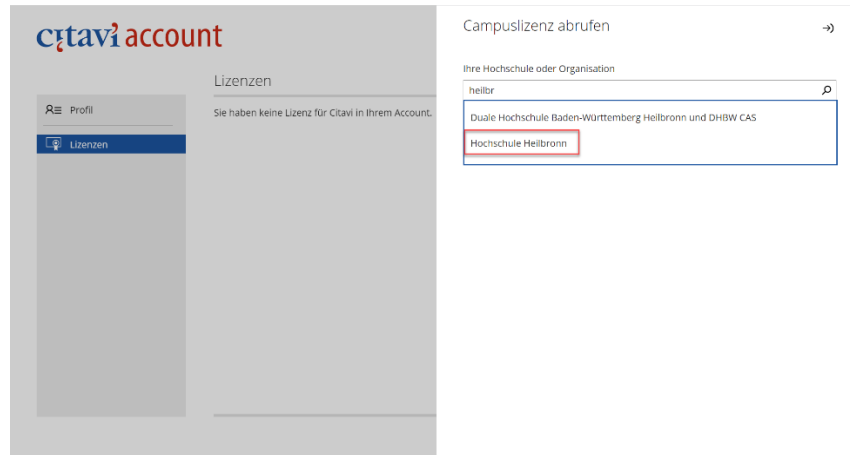 citavi account
Lizenzen
Profil
Sie haben keine Lizenz für Citavi in Ihrem Account.
Lizenzen
Campuslizenz abrufen
Ihre Hochschule oder Organisation
heilbr
Duale Hochschule Baden-Württemberg Heilbronn und DHBW CAS
Hochschule Heilbronn